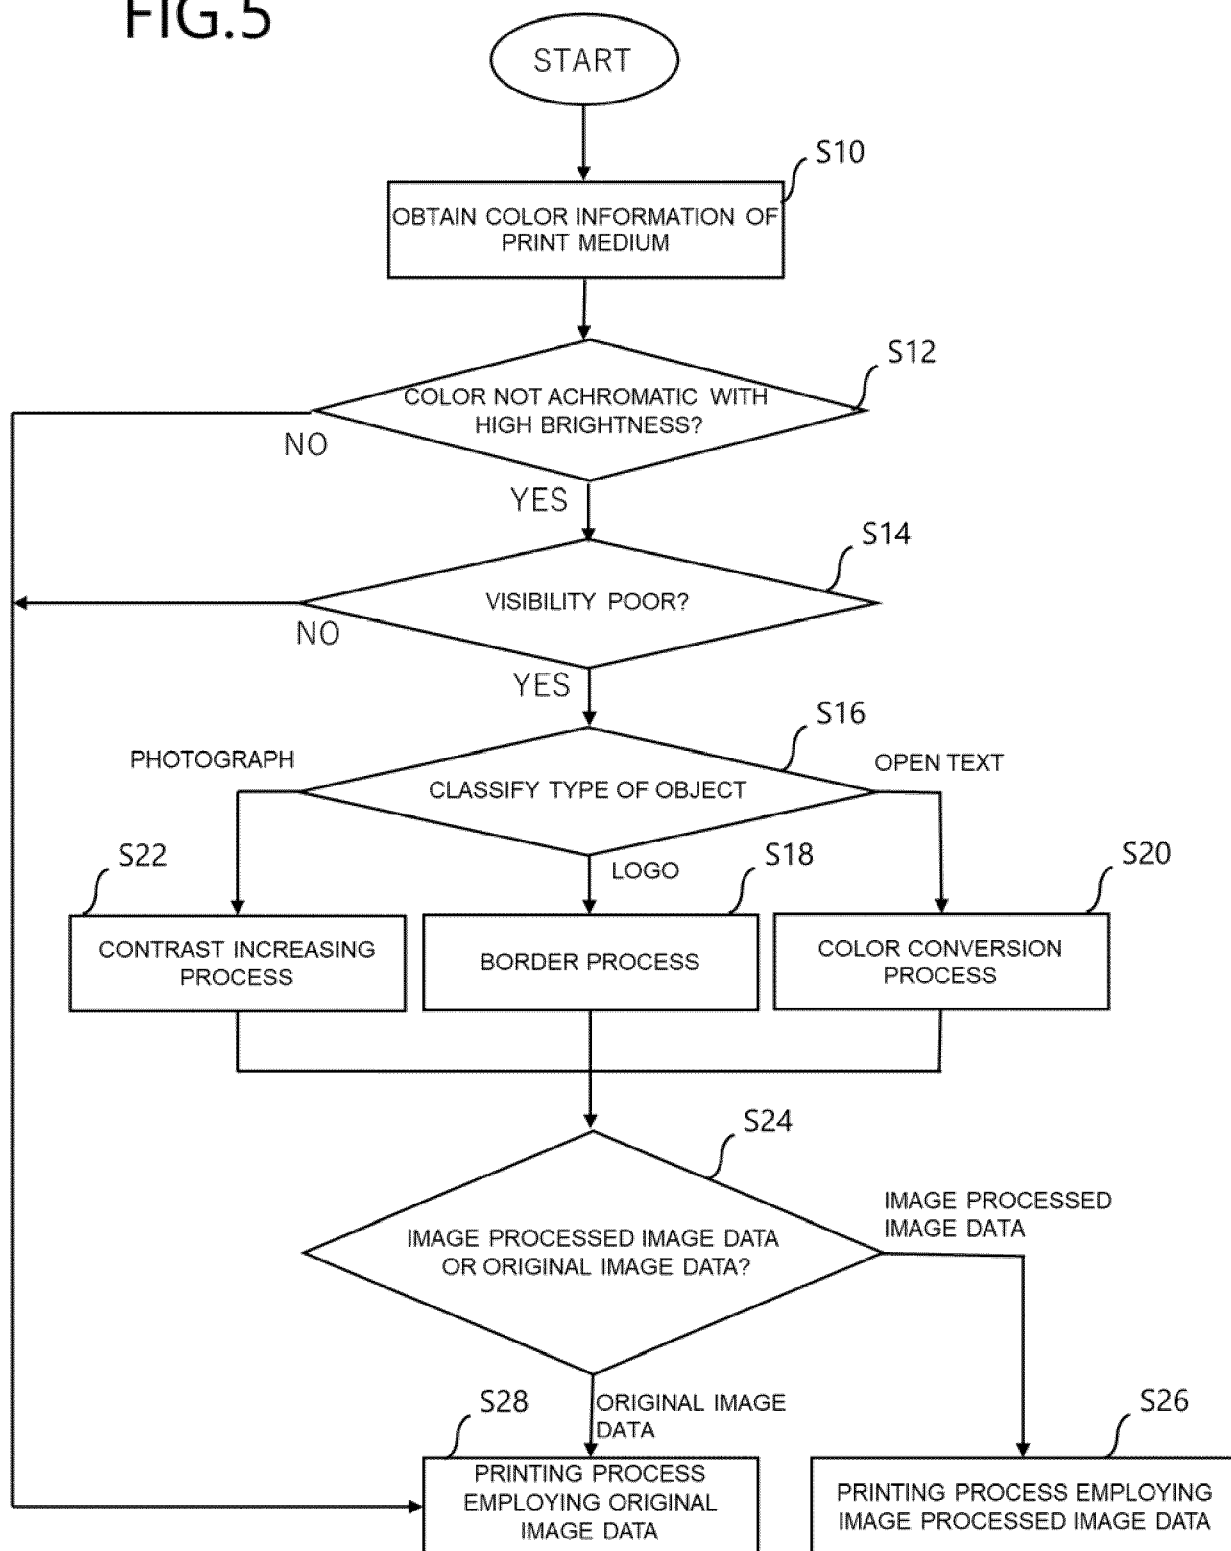 FIG.5
START
S10
OBTAIN COLOR INFORMATION OF
PRINT MEDIUM
S12
COLOR NOT ACHROMATIC WITH
HIGH BRIGHTNESS?
NO
YES
S14
VISIBILITY POOR?
NO
YES
S16
PHOTOGRAPH
OPEN TEXT
CLASSIFY TYPE OF OBJECT
S22
LOGO
S18
S20
CONTRAST INCREASING
PROCESS
BORDER PROCESS
COLOR CONVERSION
PROCESS
S24
IMAGE PROCESSED
IMAGE DATA
IMAGE PROCESSED IMAGE DATA
OR ORIGINAL IMAGE DATA?
S28
ORIGINAL IMAGE
DATA
S26
PRINTING PROCESS
EMPLOYING ORIGINAL
IMAGE DATA
PRINTING PROCESS EMPLOYING
IMAGE PROCESSED IMAGE DATA